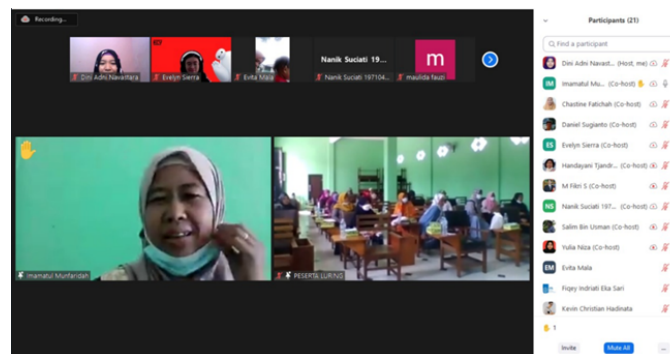 Recording...
Dini Adni Navastara
Evelyn Sierra
Evita Mala
Nanik Suciati 19...
Nanik Suciati 197104...
m
maulida fauzi
Imamatul Munfaridah
PESERTA LURING
Participants (21)
Find a participant
Dini Adni Navast... (Host, me)
IM Imamatul Mu... (Co-host)
Chastine Fatichah (Co-host)
Daniel Sugianto (Co-host)
ES Evelyn Sierra (Co-host)
Handayani Tjandr... (Co-host)
M Fikri S (Co-host)
NS Nanik Suciati 197... (Co-host)
Salim Bin Usman (Co-host)
Yulia Niza (Co-host)
EM Evita Mala
Fiqey Indriati Eka Sari
Kevin Christian Hadinata
1
Invite
Mute All
...